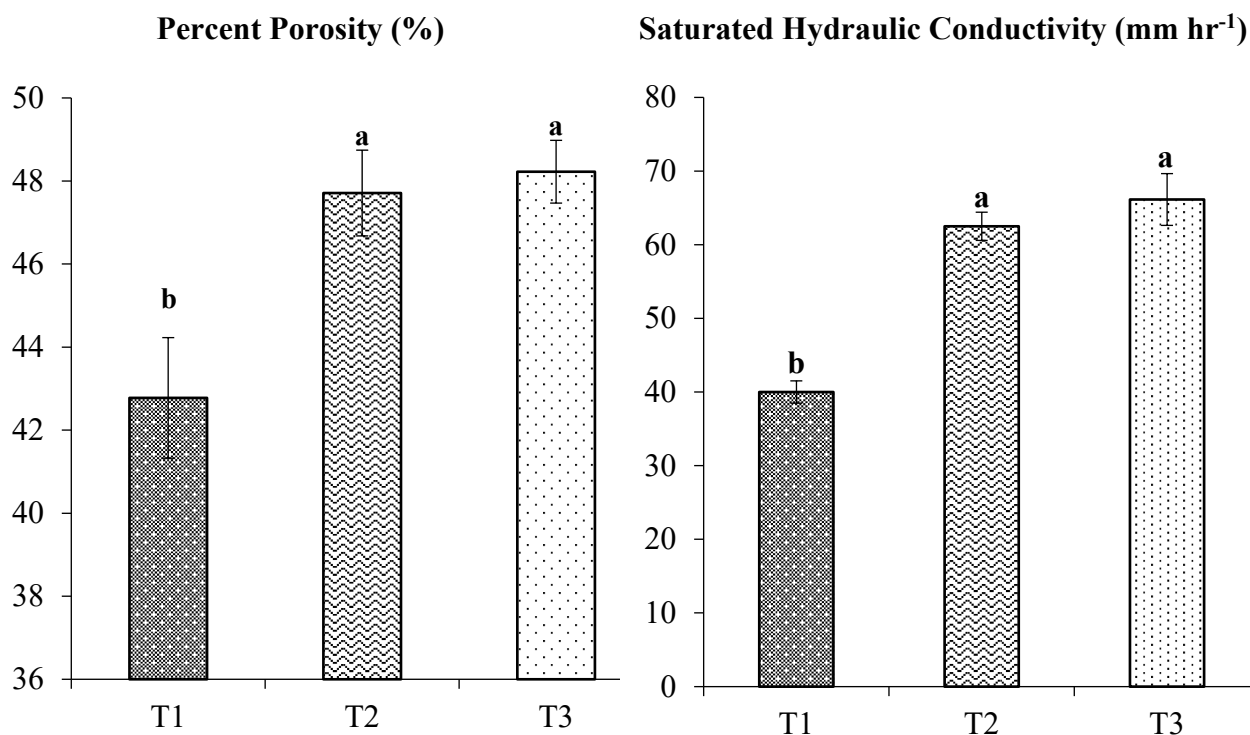 Percent Porosity (%)
50
48
46
44
42
40
38
36
b
a
a
T1
T2
T3
Saturated Hydraulic Conductivity (mm hr-1)
80
70
60
50
40
30
20
10
0
b
a
a
T1
T2
T3